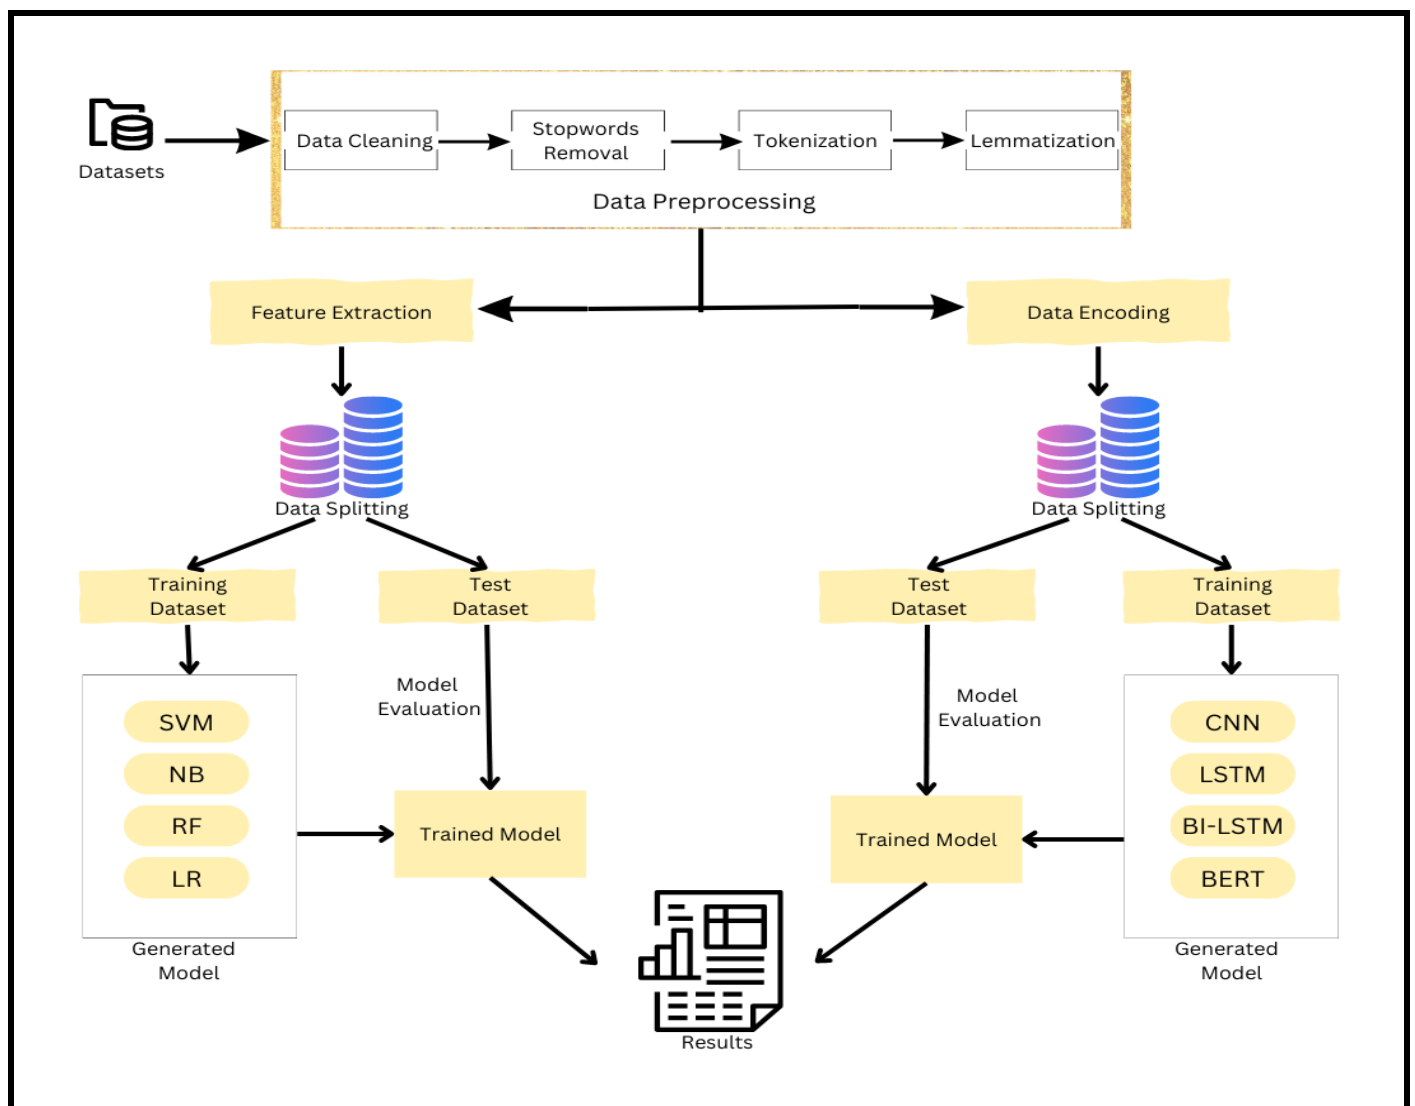 Datasets
Data Cleaning
Stopwords
Removal
Tokenization
Lemmatization
Data Preprocessing
Feature Extraction
Data Encoding
Data Splitting
Data Splitting
Training
Dataset
Test
Dataset
Test
Dataset
Training
Dataset
Model
Evaluation
Model
Evaluation
SVM
NB
RF
LR
Generated
Model
Trained Model
Trained Model
CNN
LSTM
BI-LSTM
BERT
Generated
Model
Results